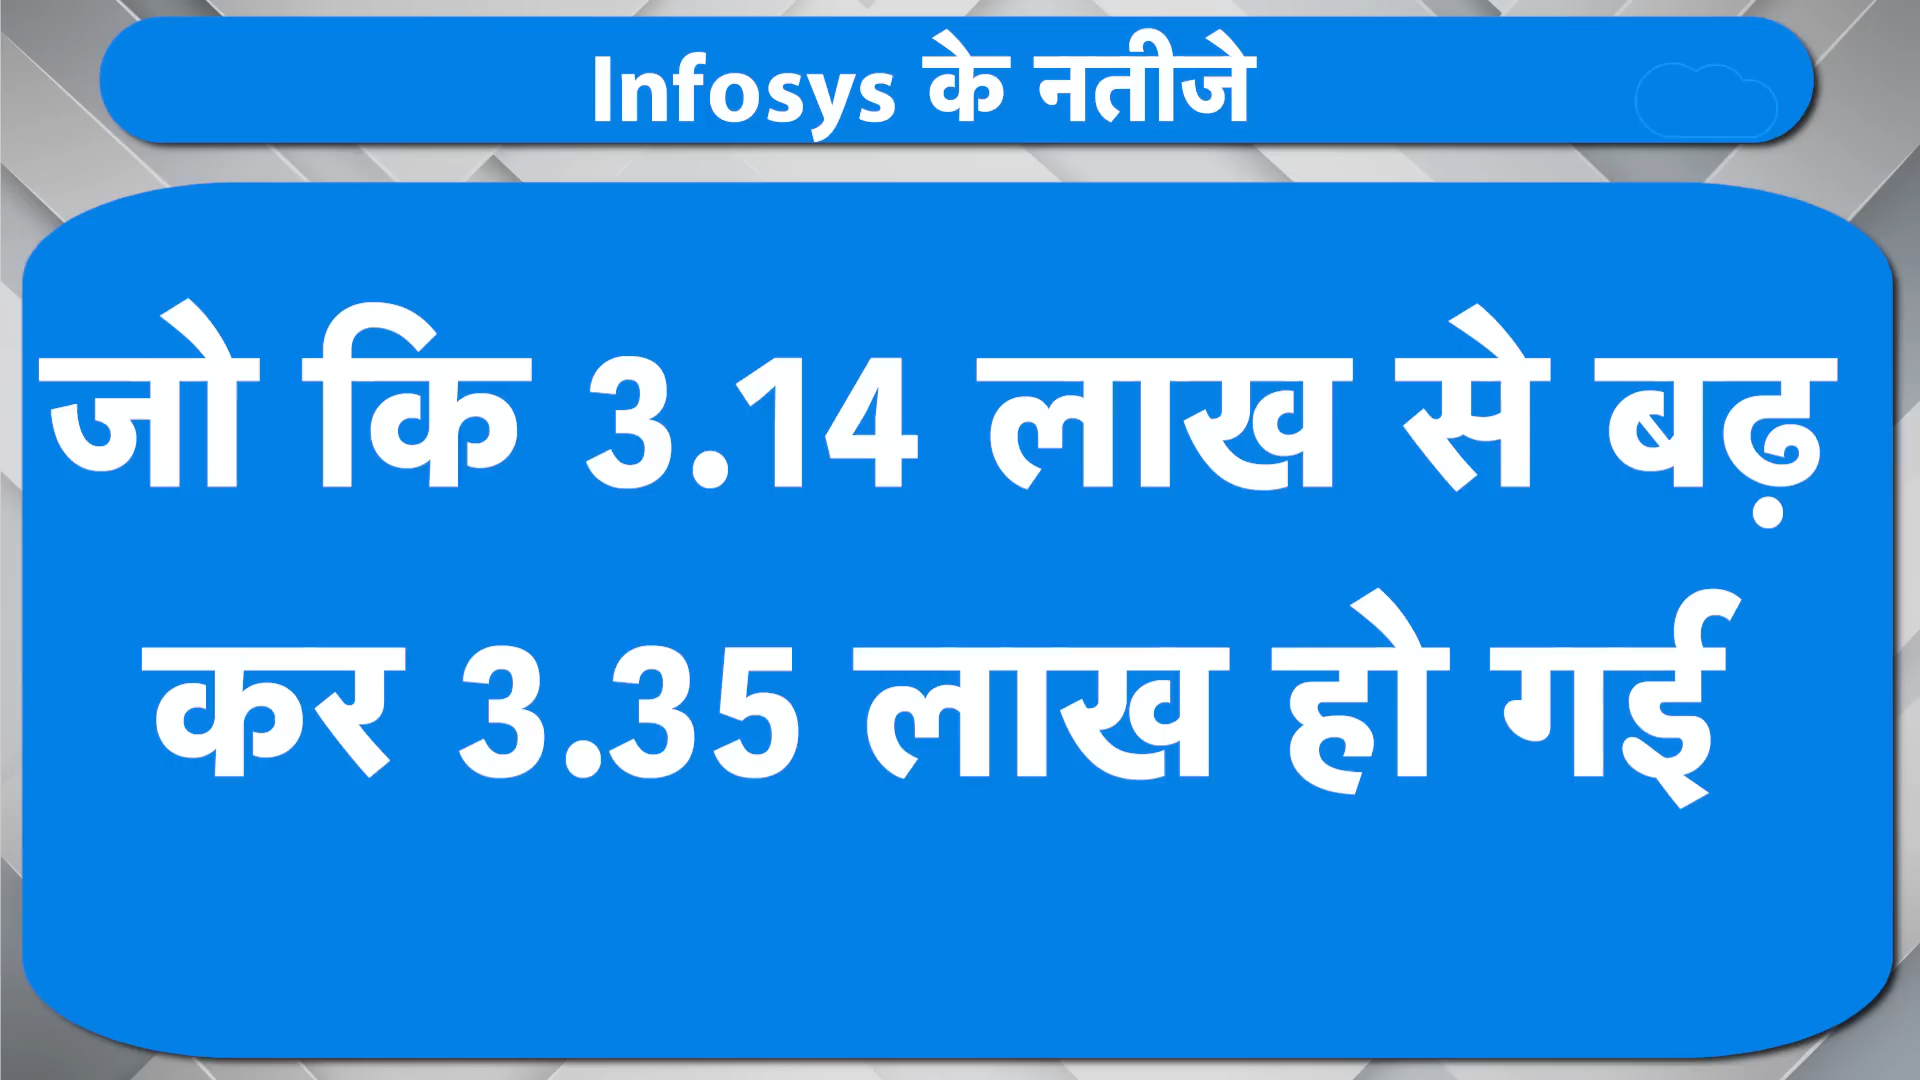 Infosys के नतीजे
जो कि 3.14 लाख से बढ़
कर 3.35 लाख हो गई